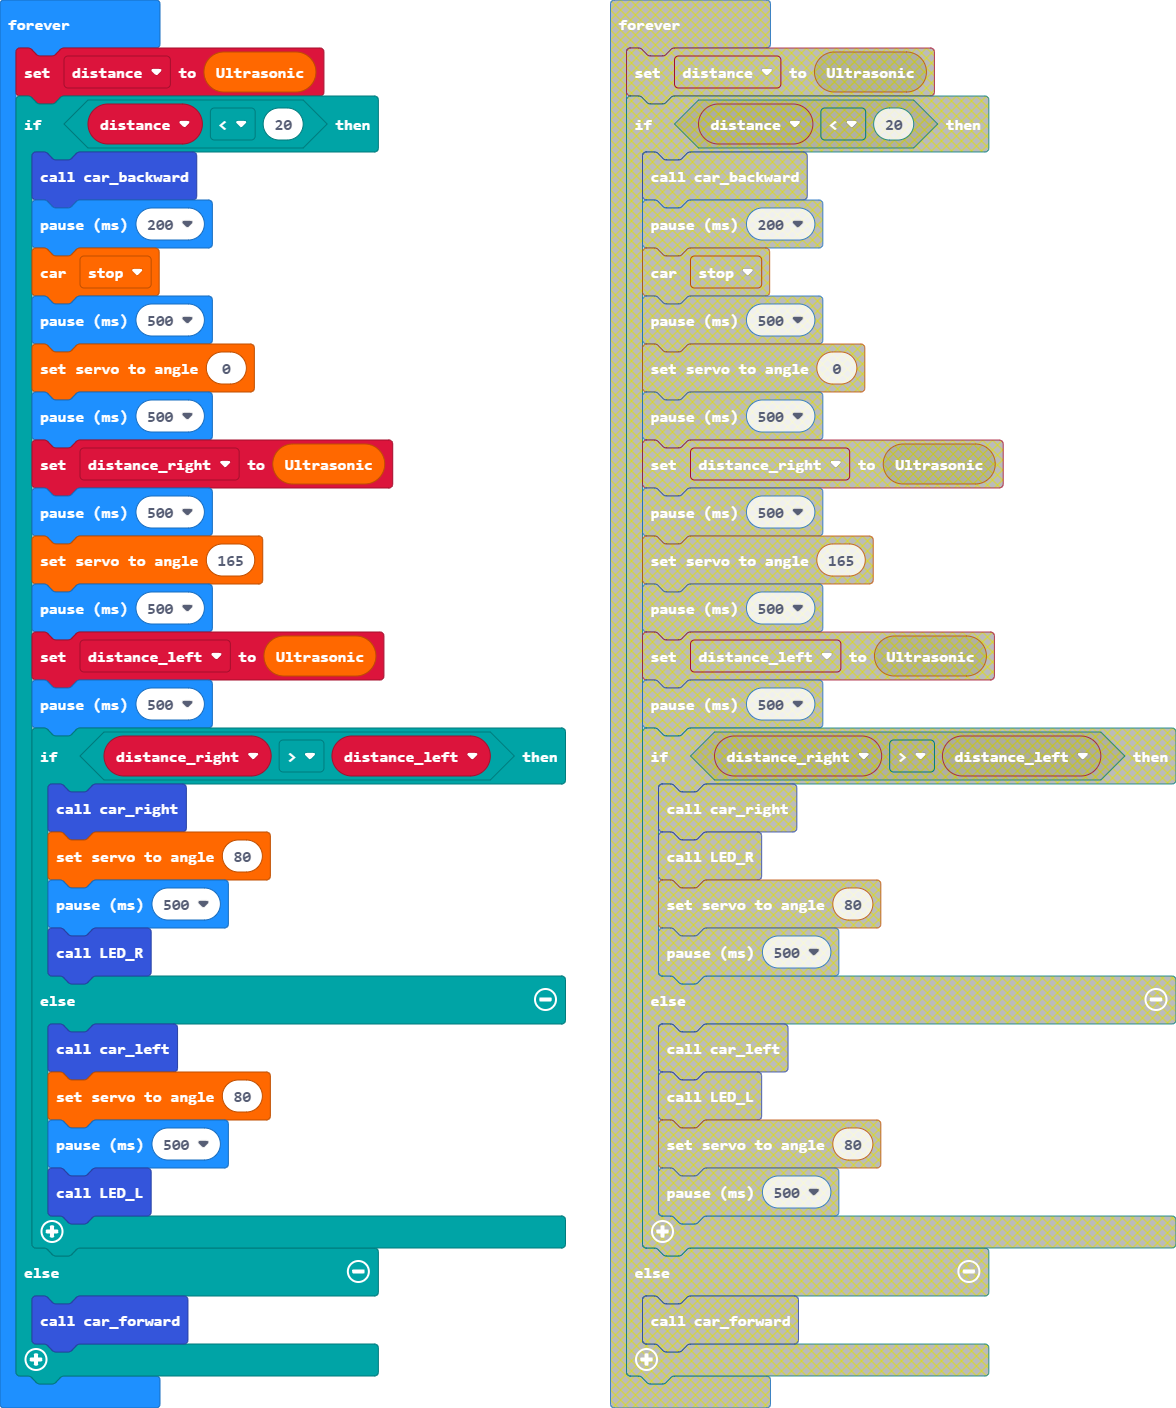 forever
set distance to Ultrasonic
if distance < 20 then
call car_backward
pause (ms) 200
car stop
pause (ms) 500
set servo to angle 0
pause (ms) 500
set distance_right to Ultrasonic
pause (ms) 500
set servo to angle 165
pause (ms) 500
set distance_left to Ultrasonic
pause (ms) 500
if distance_right > distance_left then
call car_right
set servo to angle 80
pause (ms) 500
call LED_R
else
call car_left
set servo to angle 80
pause (ms) 500
call LED_L
else
call car_forward
forever
set distance to Ultrasonic
if distance < 20 then
call car_backward
pause (ms) 200
car stop
pause (ms) 500
set servo to angle 0
pause (ms) 500
set distance_right to Ultrasonic
pause (ms) 500
set servo to angle 165
pause (ms) 500
set distance_left to Ultrasonic
pause (ms) 500
if distance_right > distance_left then
call car_right
call LED_R
set servo to angle 80
pause (ms) 500
else
call car_left
call LED_L
set servo to angle 80
pause (ms) 500
else
call car_forward